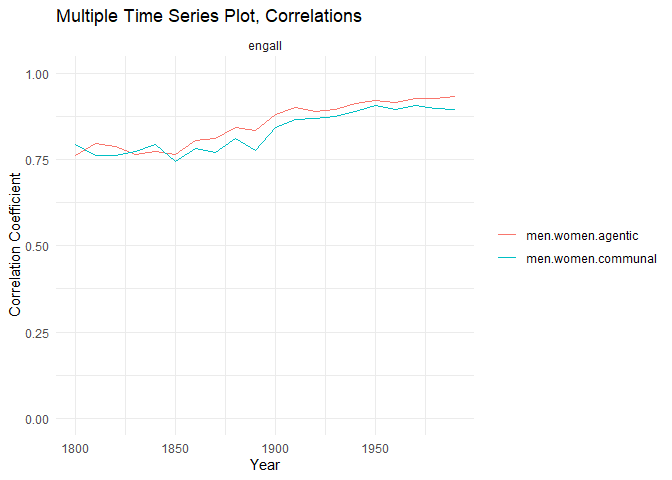 Multiple Time Series Plot, Correlations
engall
Correlation Coefficient
1.00
0.75
0.50
0.25
0.00
1800 1850 1900 1950
Year
men.women.agentic
men.women.communal